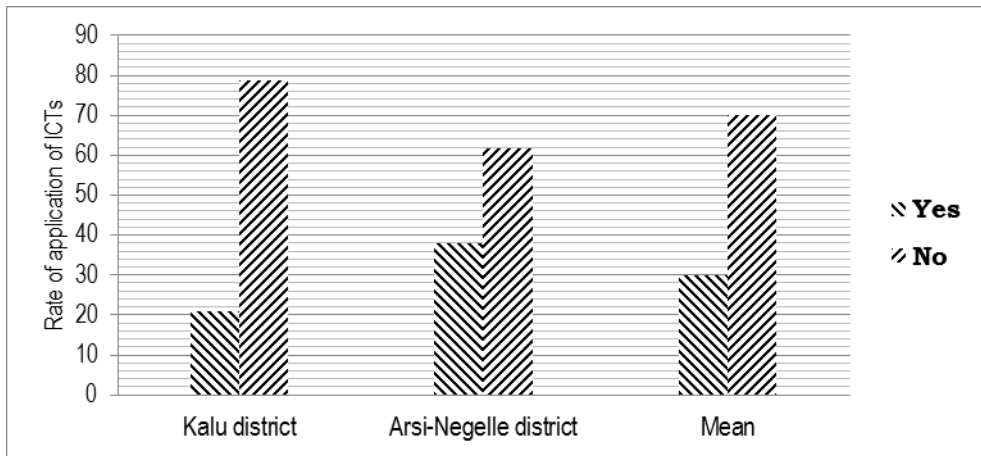 90
80
70
60
50
40
30
20
10
0
Rate of application of ICTs
Kalu district
Arsi-Negelle district
Mean
Yes
No